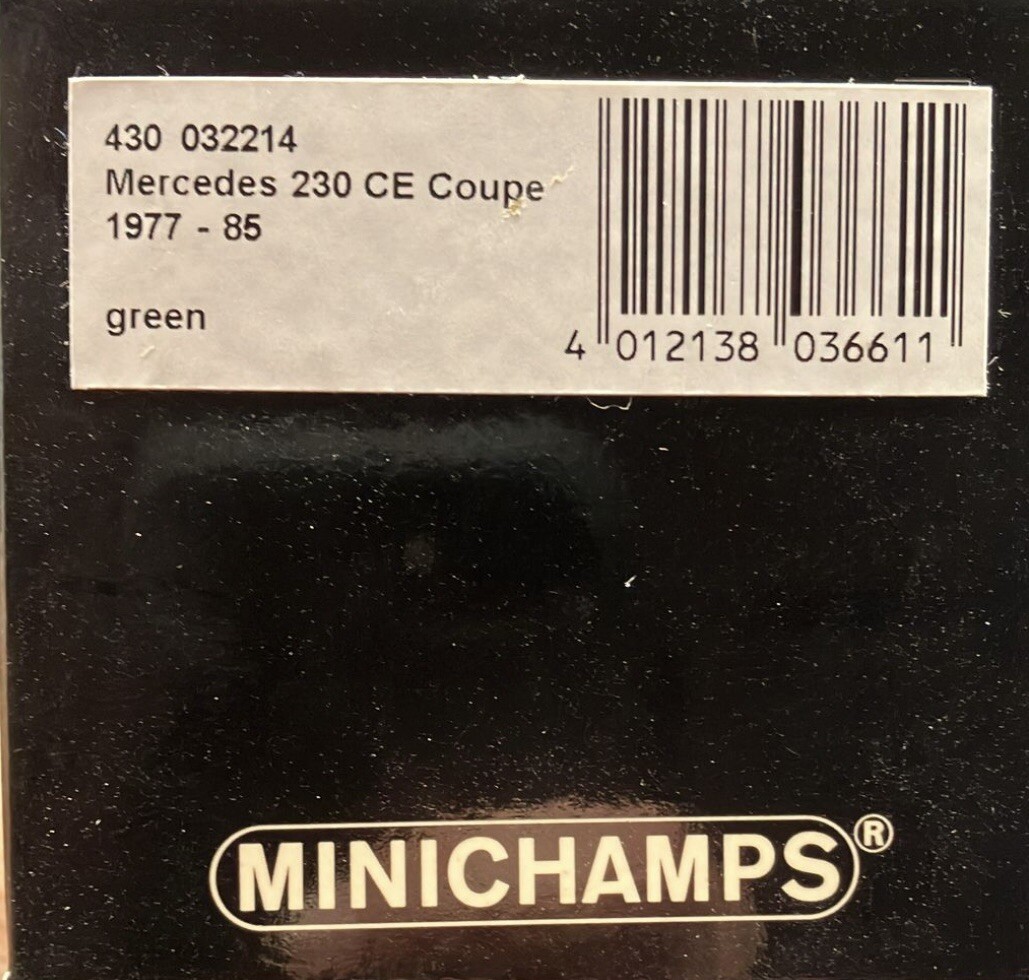 430 032214
Mercedes 230 CE Coupe
1977 - 85
green
4 012138 036611
MINICHAMPS®